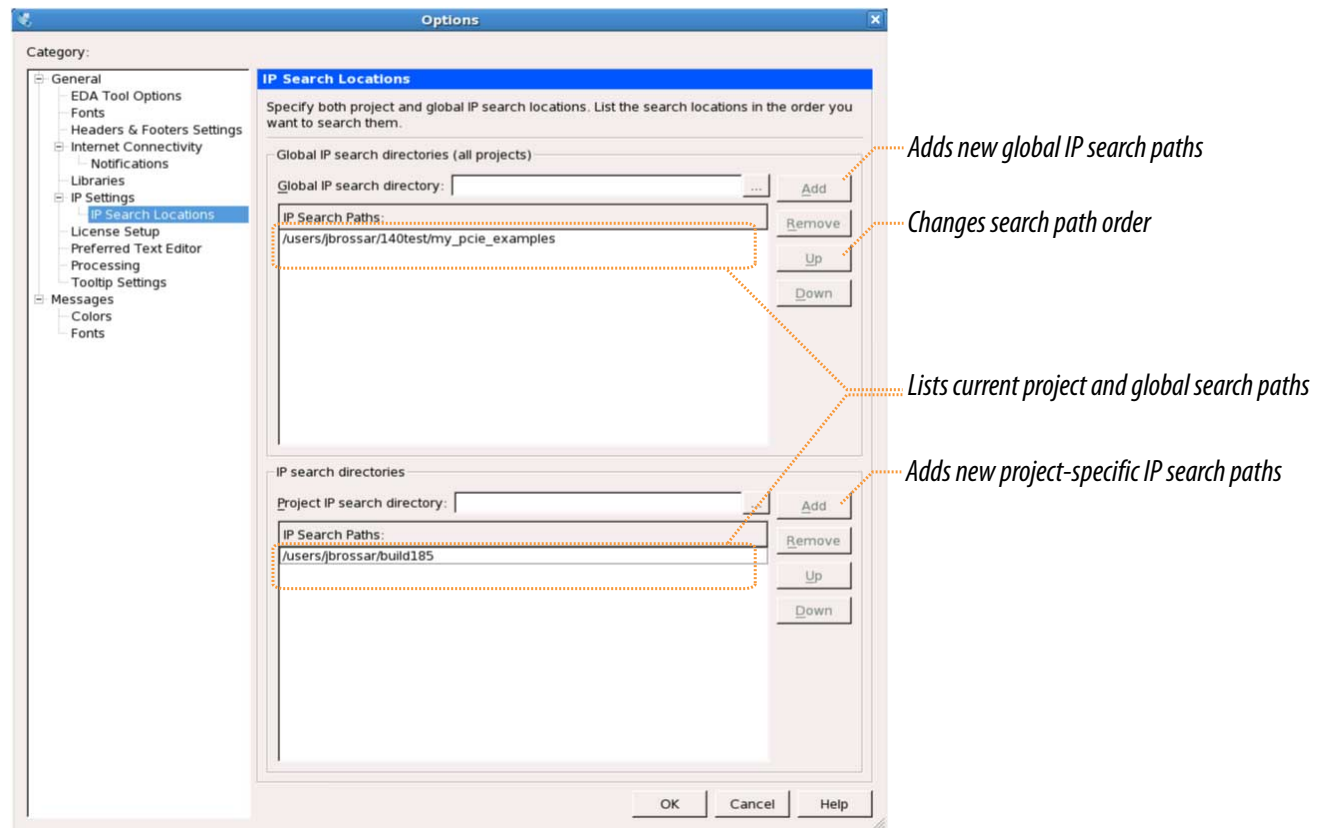 Options
Category:
General
EDA Tool Options
Fonts
Headers & Footers Settings
Internet Connectivity
Notifications
Libraries
IP Settings
IP Search Locations
License Setup
Preferred Text Editor
Processing
Tooltip Settings
Messages
Colors
Fonts
IP Search Locations
Specify both project and global IP search locations. List the search locations in the order you
want to search them.
Global IP search directories (all projects)
Global IP search directory:
...
Add
IP Search Paths:
Remove
/users/jbrossar/140test/my_pcie_examples
Up
Down
IP search directories
Project IP search directory:
...
Add
IP Search Paths:
Remove
/users/jbrossar/build185
Up
Down
OK
Cancel
Help
Adds new global IP search paths
Changes search path order
Lists current project and global search paths
Adds new project-specific IP search paths